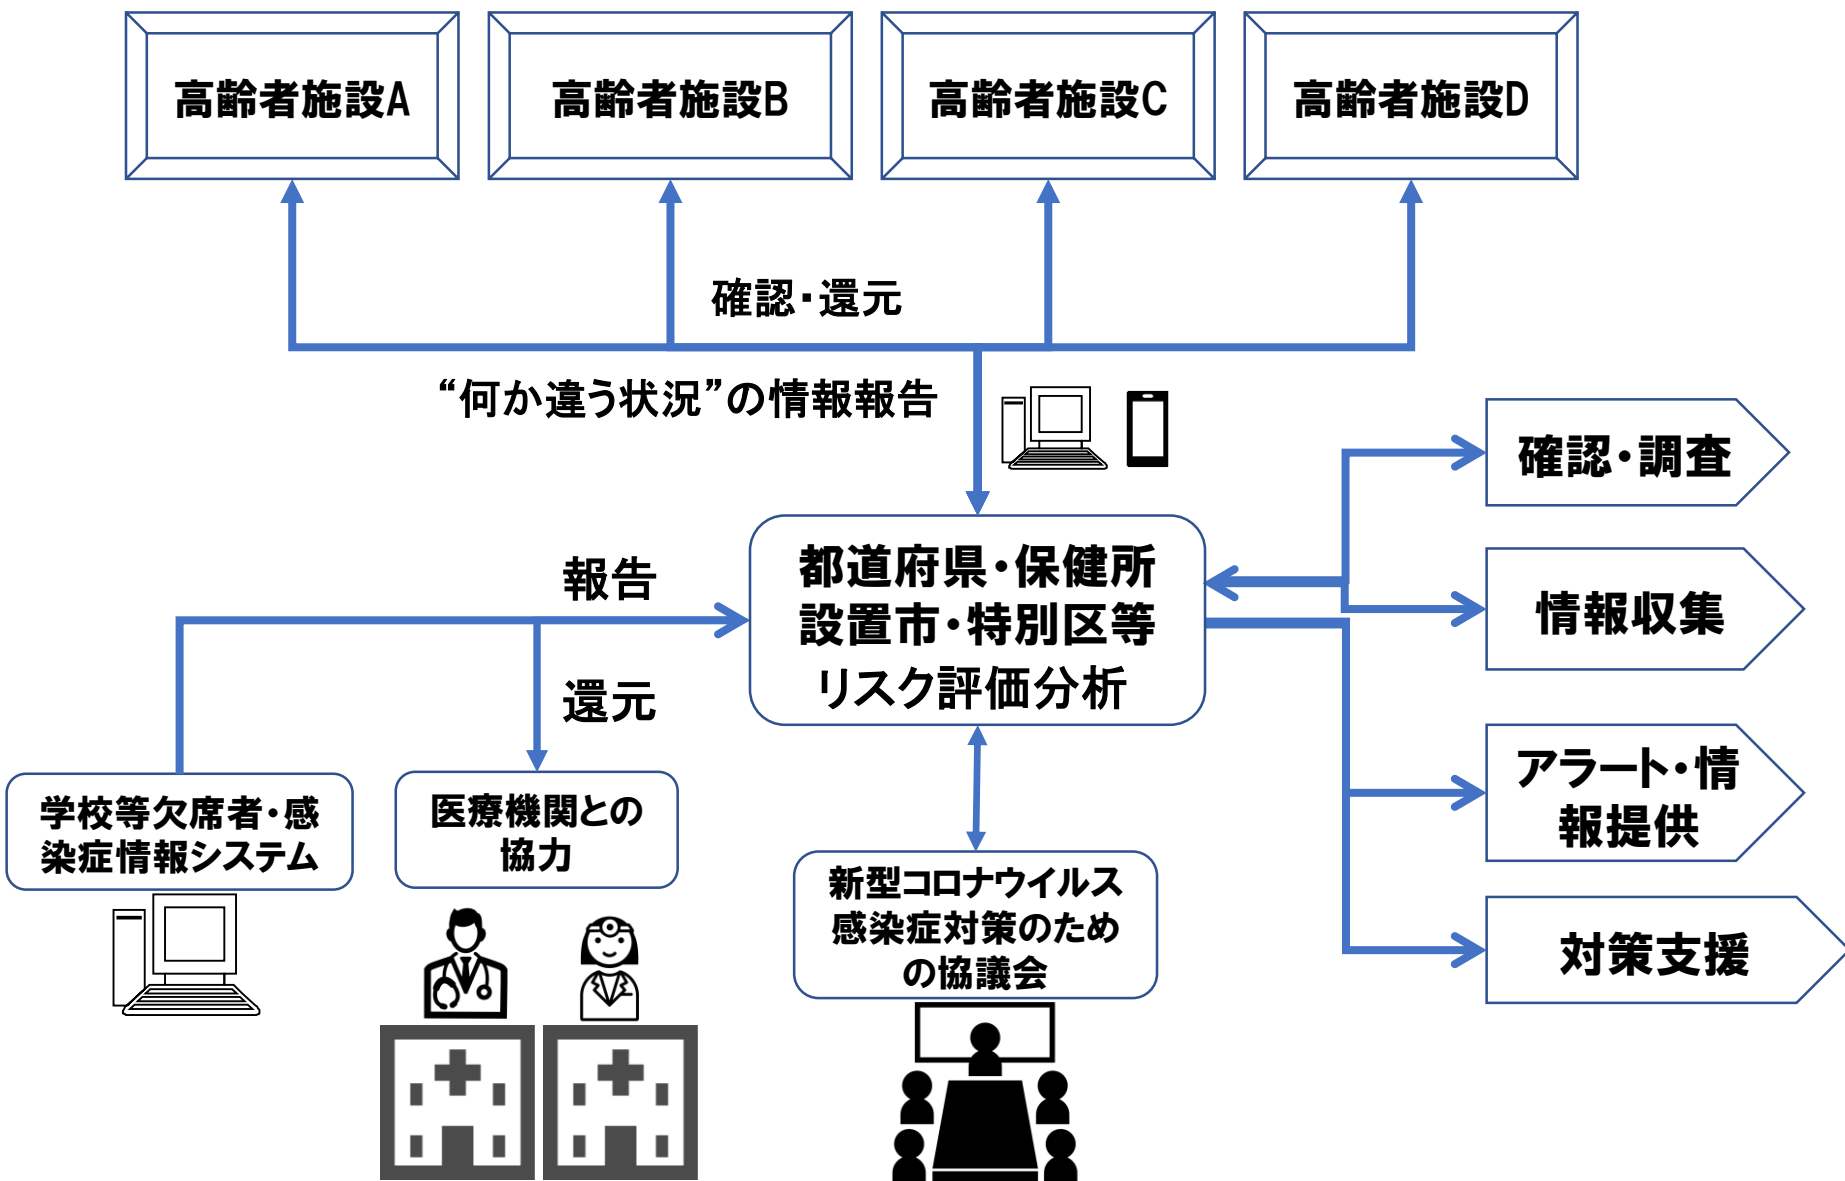 高齢者施設A
高齢者施設B
高齢者施設C
高齢者施設D
確認・還元
“何か違う状況”の情報報告
報告
還元
都道府県・保健所
設置市・特別区等
リスク評価分析
確認・調査
情報収集
アラート・情
報提供
対策支援
学校等欠席者・感
染症情報システム
医療機関との
協力
新型コロナウイルス
感染症対策のため
の協議会